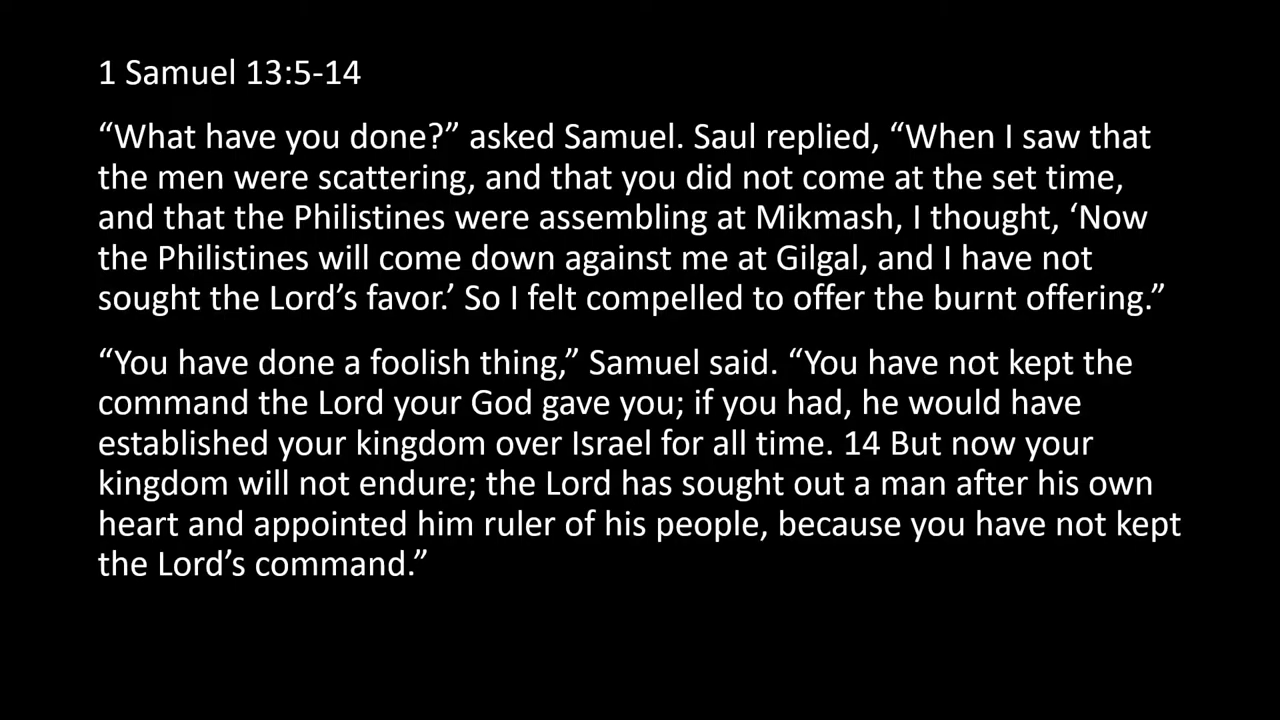 1 Samuel 13:5-14
“What have you done?” asked Samuel. Saul replied, “When I saw that
the men were scattering, and that you did not come at the set time,
and that the Philistines were assembling at Mikmash, I thought, ‘Now
the Philistines will come down against me at Gilgal, and I have not
sought the Lord’s favor.’ So I felt compelled to offer the burnt offering.”
“You have done a foolish thing,” Samuel said. “You have not kept the
command the Lord your God gave you; if you had, he would have
established your kingdom over Israel for all time. 14 But now your
kingdom will not endure; the Lord has sought out a man after his own
heart and appointed him ruler of his people, because you have not kept
the Lord’s command.”